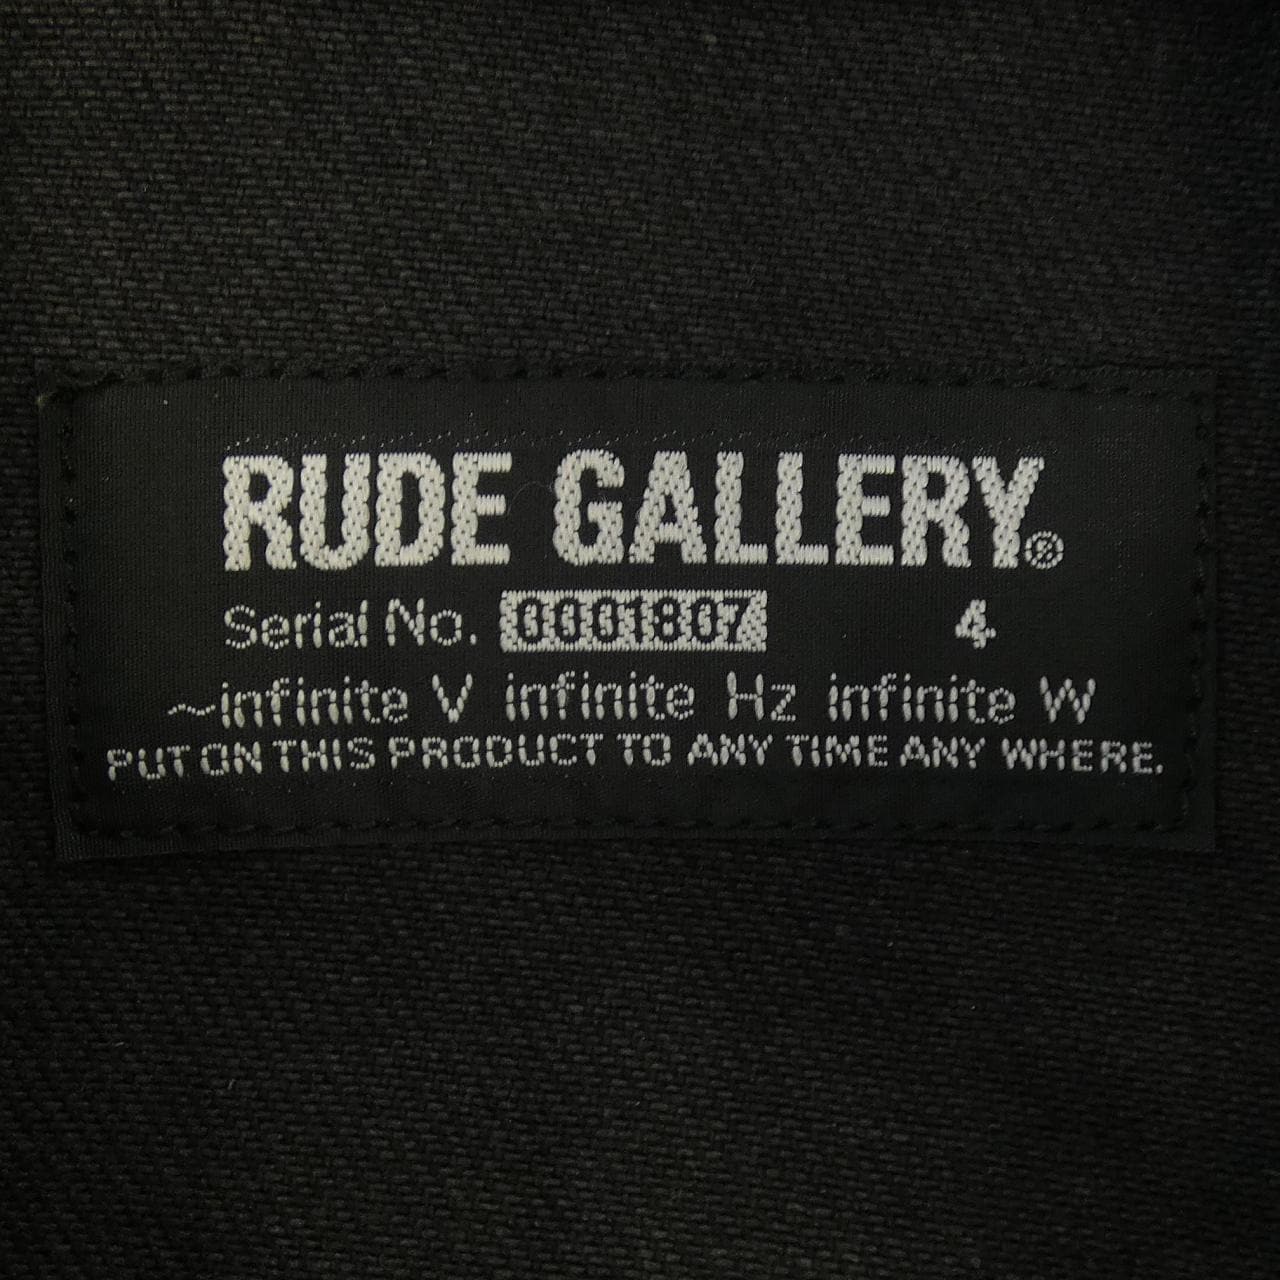 RUDE GALLERY®
Serial No. 0001807 4
~infinite V infinite Hz infinite W
PUT ON THIS PRODUCT TO ANY TIME ANY WHERE.